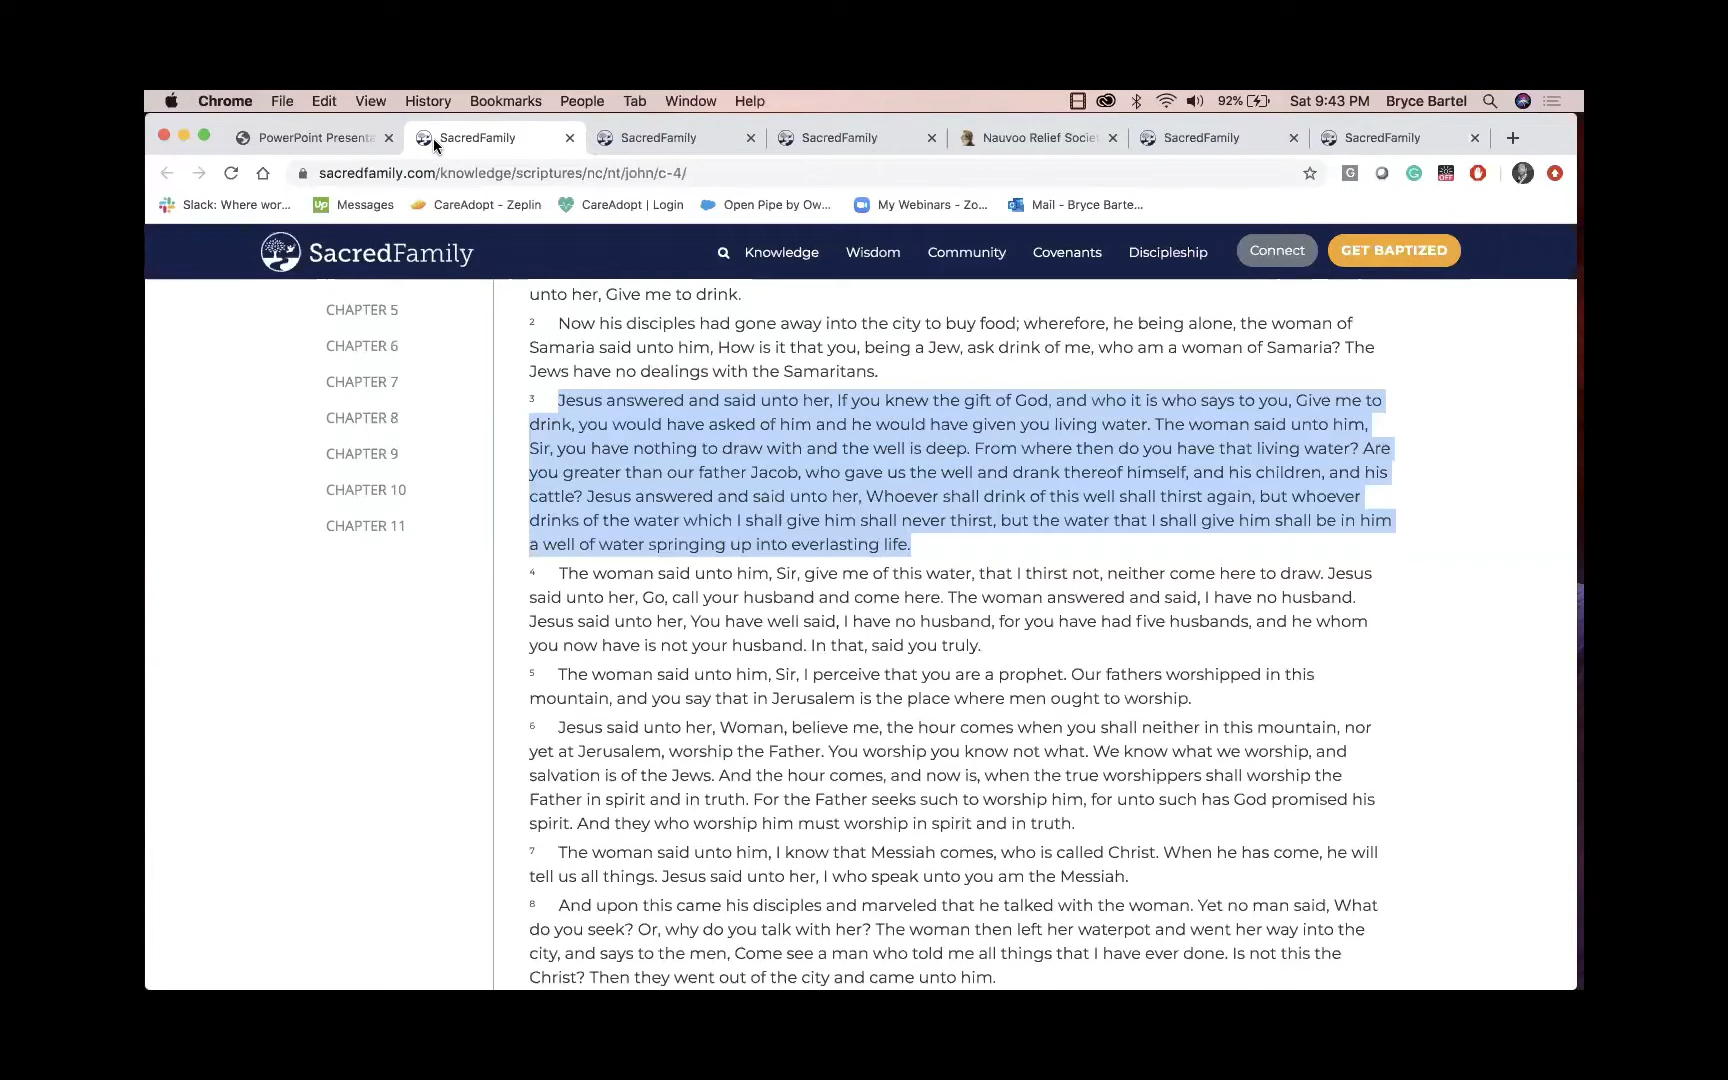 Chrome File Edit View History Bookmarks People Tab Window Help 92% Sat 9:43 PM Bryce Bartel
PowerPoint Presenta SacredFamily SacredFamily SacredFamily Nauvoo Relief Societ SacredFamily SacredFamily
sacredfamily.com/knowledge/scriptures/nc/nt/john/c-4/
Slack: Where wor... Up Messages CareAdopt - Zeplin CareAdopt | Login Open Pipe by Ow... My Webinars - Zo... Mail - Bryce Barte...
SacredFamily Knowledge Wisdom Community Covenants Discipleship Connect GET BAPTIZED
CHAPTER 5
CHAPTER 6
CHAPTER 7
CHAPTER 8
CHAPTER 9
CHAPTER 10
CHAPTER 11
unto her, Give me to drink.
2 Now his disciples had gone away into the city to buy food; wherefore, he being alone, the woman of
Samaria said unto him, How is it that you, being a Jew, ask drink of me, who am a woman of Samaria? The
Jews have no dealings with the Samaritans.
3 Jesus answered and said unto her, If you knew the gift of God, and who it is who says to you, Give me to
drink, you would have asked of him and he would have given you living water. The woman said unto him,
Sir, you have nothing to draw with and the well is deep. From where then do you have that living water? Are
you greater than our father Jacob, who gave us the well and drank thereof himself, and his children, and his
cattle? Jesus answered and said unto her, Whoever shall drink of this well shall thirst again, but whoever
drinks of the water which I shall give him shall never thirst, but the water that I shall give him shall be in him
a well of water springing up into everlasting life.
4 The woman said unto him, Sir, give me of this water, that I thirst not, neither come here to draw. Jesus
said unto her, Go, call your husband and come here. The woman answered and said, I have no husband.
Jesus said unto her, You have well said, I have no husband, for you have had five husbands, and he whom
you now have is not your husband. In that, said you truly.
5 The woman said unto him, Sir, I perceive that you are a prophet. Our fathers worshipped in this
mountain, and you say that in Jerusalem is the place where men ought to worship.
6 Jesus said unto her, Woman, believe me, the hour comes when you shall neither in this mountain, nor
yet at Jerusalem, worship the Father. You worship you know not what. We know what we worship, and
salvation is of the Jews. And the hour comes, and now is, when the true worshippers shall worship the
Father in spirit and in truth. For the Father seeks such to worship him, for unto such has God promised his
spirit. And they who worship him must worship in spirit and in truth.
7 The woman said unto him, I know that Messiah comes, who is called Christ. When he has come, he will
tell us all things. Jesus said unto her, I who speak unto you am the Messiah.
8 And upon this came his disciples and marveled that he talked with the woman. Yet no man said, What
do you seek? Or, why do you talk with her? The woman then left her waterpot and went her way into the
city, and says to the men, Come see a man who told me all things that I have ever done. Is not this the
Christ? Then they went out of the city and came unto him.